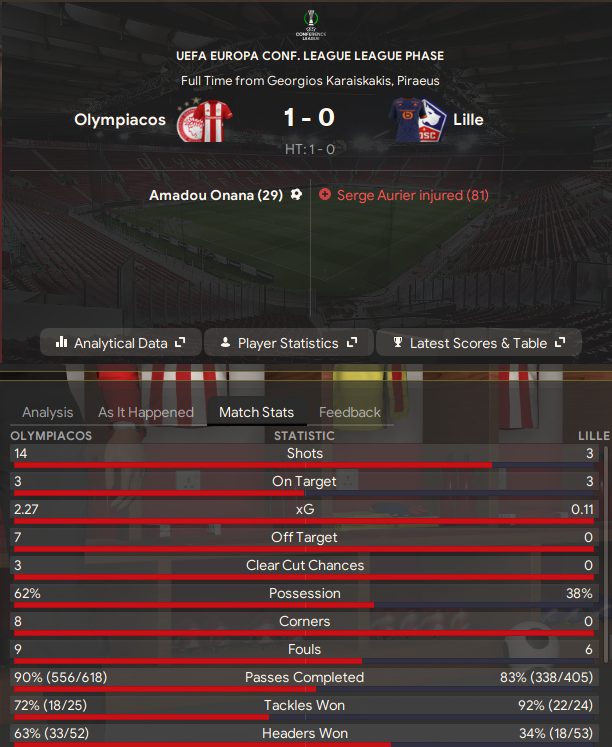 CONFERENCE
LEAGUE
UEFA EUROPA CONF. LEAGUE LEAGUE PHASE
Full Time from Georgios Karaiskakis, Piraeus
Olympiacos 1 - 0 Lille
HT: 1 - 0
Amadou Onana (29) Serge Aurier injured (81)
Analytical Data Player Statistics Latest Scores & Table
Analysis As It Happened Match Stats Feedback
OLYMPIACOS STATISTIC LILLE
14 Shots 3
3 On Target 3
2.27 xG 0.11
7 Off Target 0
3 Clear Cut Chances 0
62% Possession 38%
8 Corners 0
9 Fouls 6
90% (556/618) Passes Completed 83% (338/405)
72% (18/25) Tackles Won 92% (22/24)
63% (33/52) Headers Won 34% (18/53)